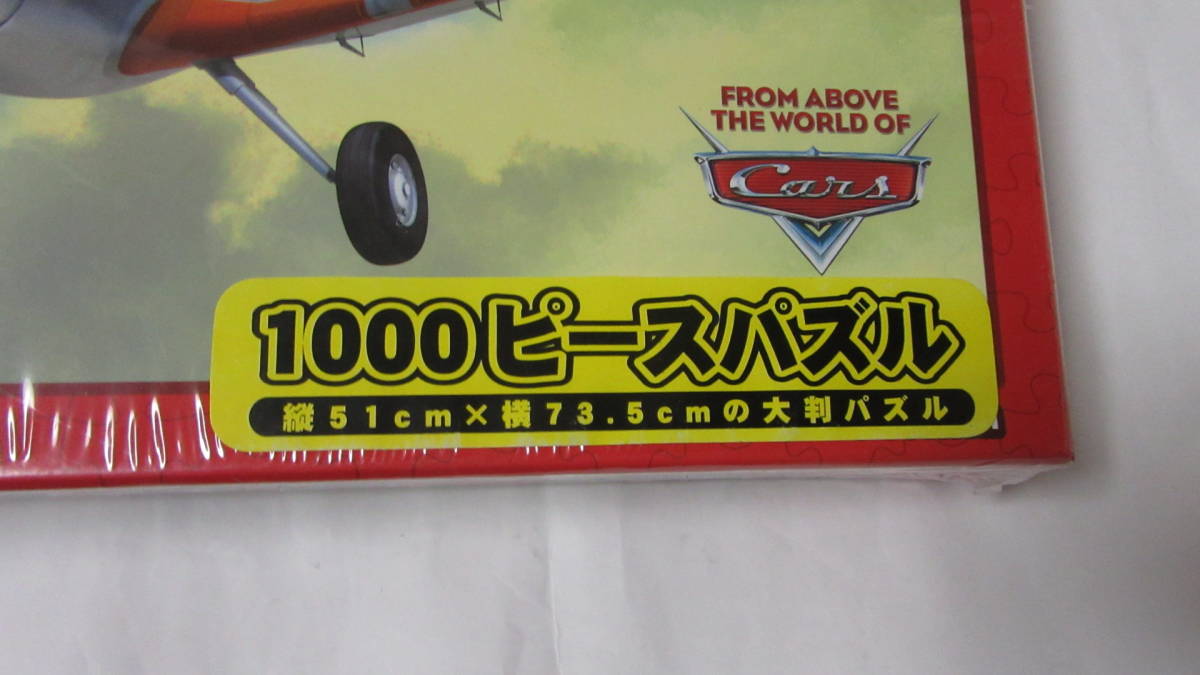 FROM ABOVE
THE WORLD OF
Cars
1000ピースパズル
縦51cm×横73.5cmの大判パズル